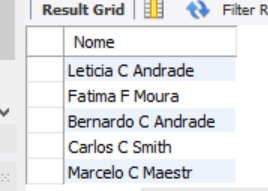 Result Grid Filter R
Nome
Leticia C Andrade
Fatima F Moura
Bernardo C Andrade
Carlos C Smith
Marcelo C Maestr